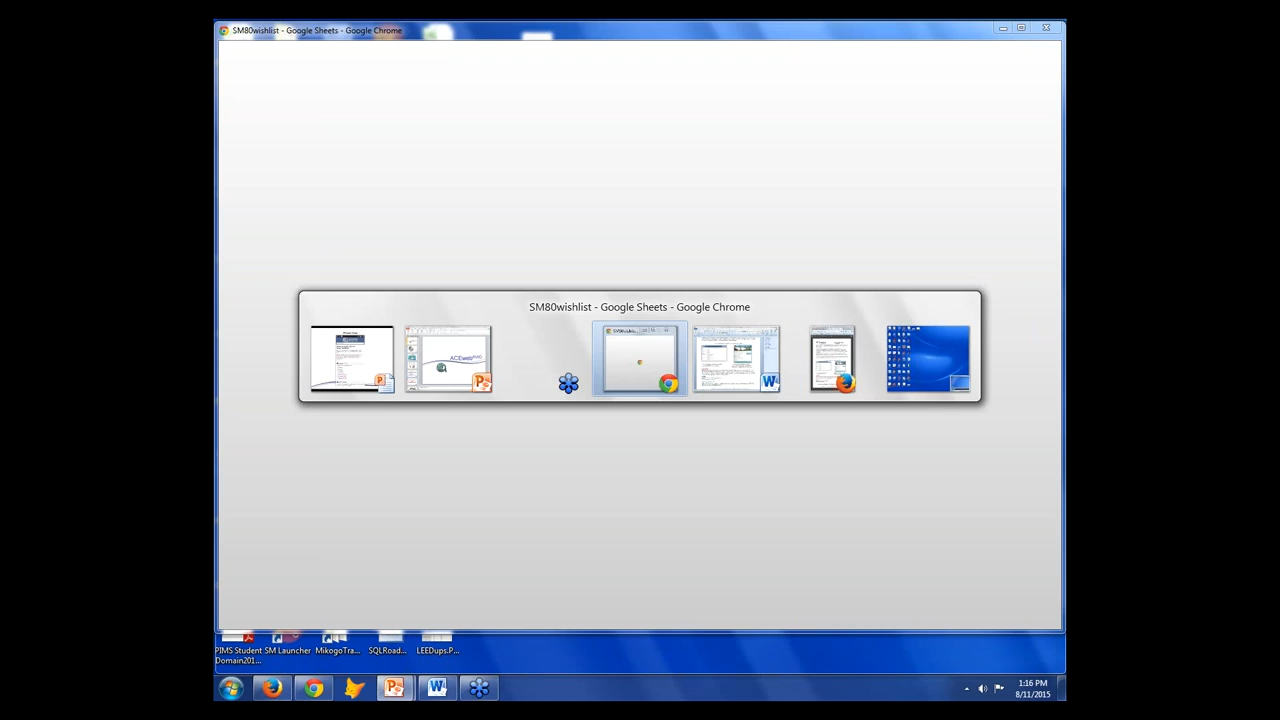 SM80wishlist - Google Sheets - Google Chrome
SM80wishlist - Google Sheets - Google Chrome
ACEweb
PIMS Student
Domain201...
SM Launcher
MikogoTra...
SQLRoad...
LEEDups.P...
1:16 PM
8/11/2015